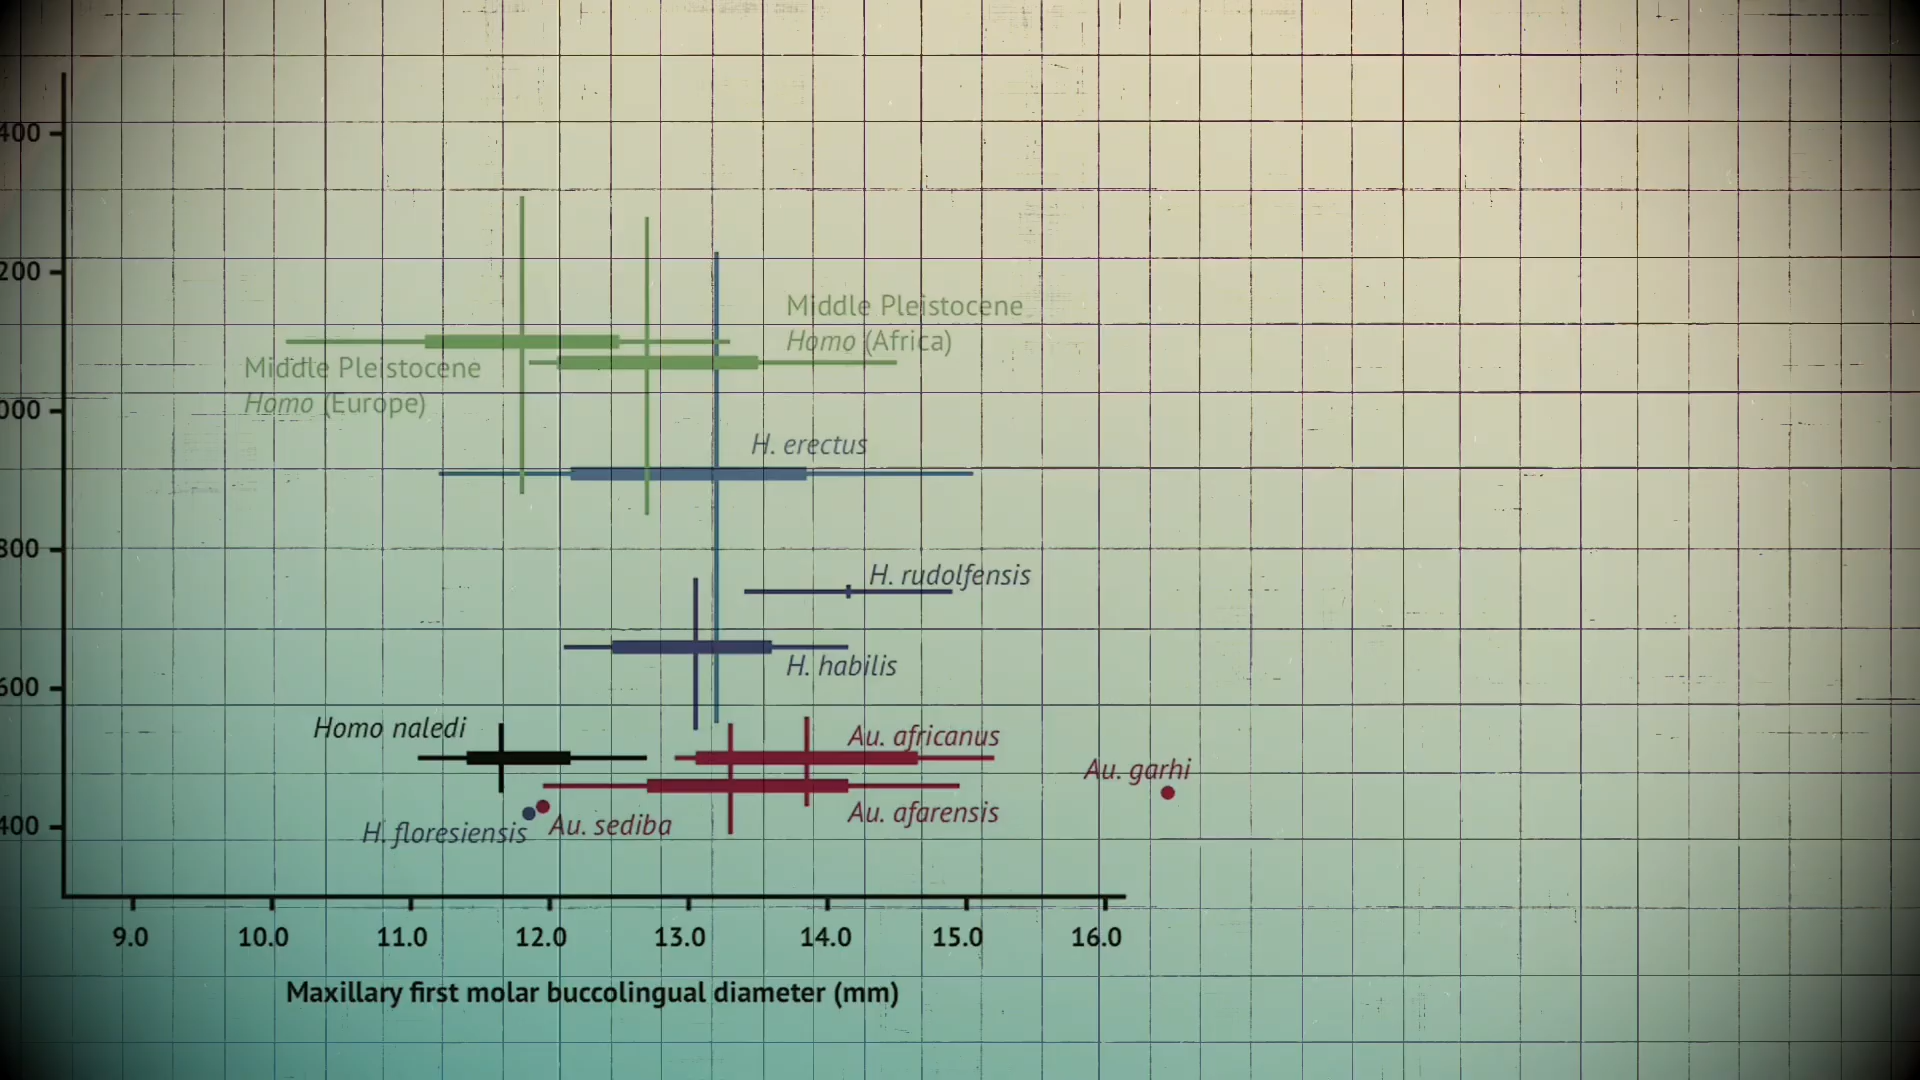 400
200
Middle Pleistocene
Homo (Africa)
Middle Pleistocene
Homo (Europe)
000
H. erectus
800
H. rudolfensis
H. habilis
600
Homo naledi
Au. africanus
Au. garhi
Au. afarensis
400
H. floresiensis
Au. sediba
9.0 10.0 11.0 12.0 13.0 14.0 15.0 16.0
Maxillary first molar buccolingual diameter (mm)